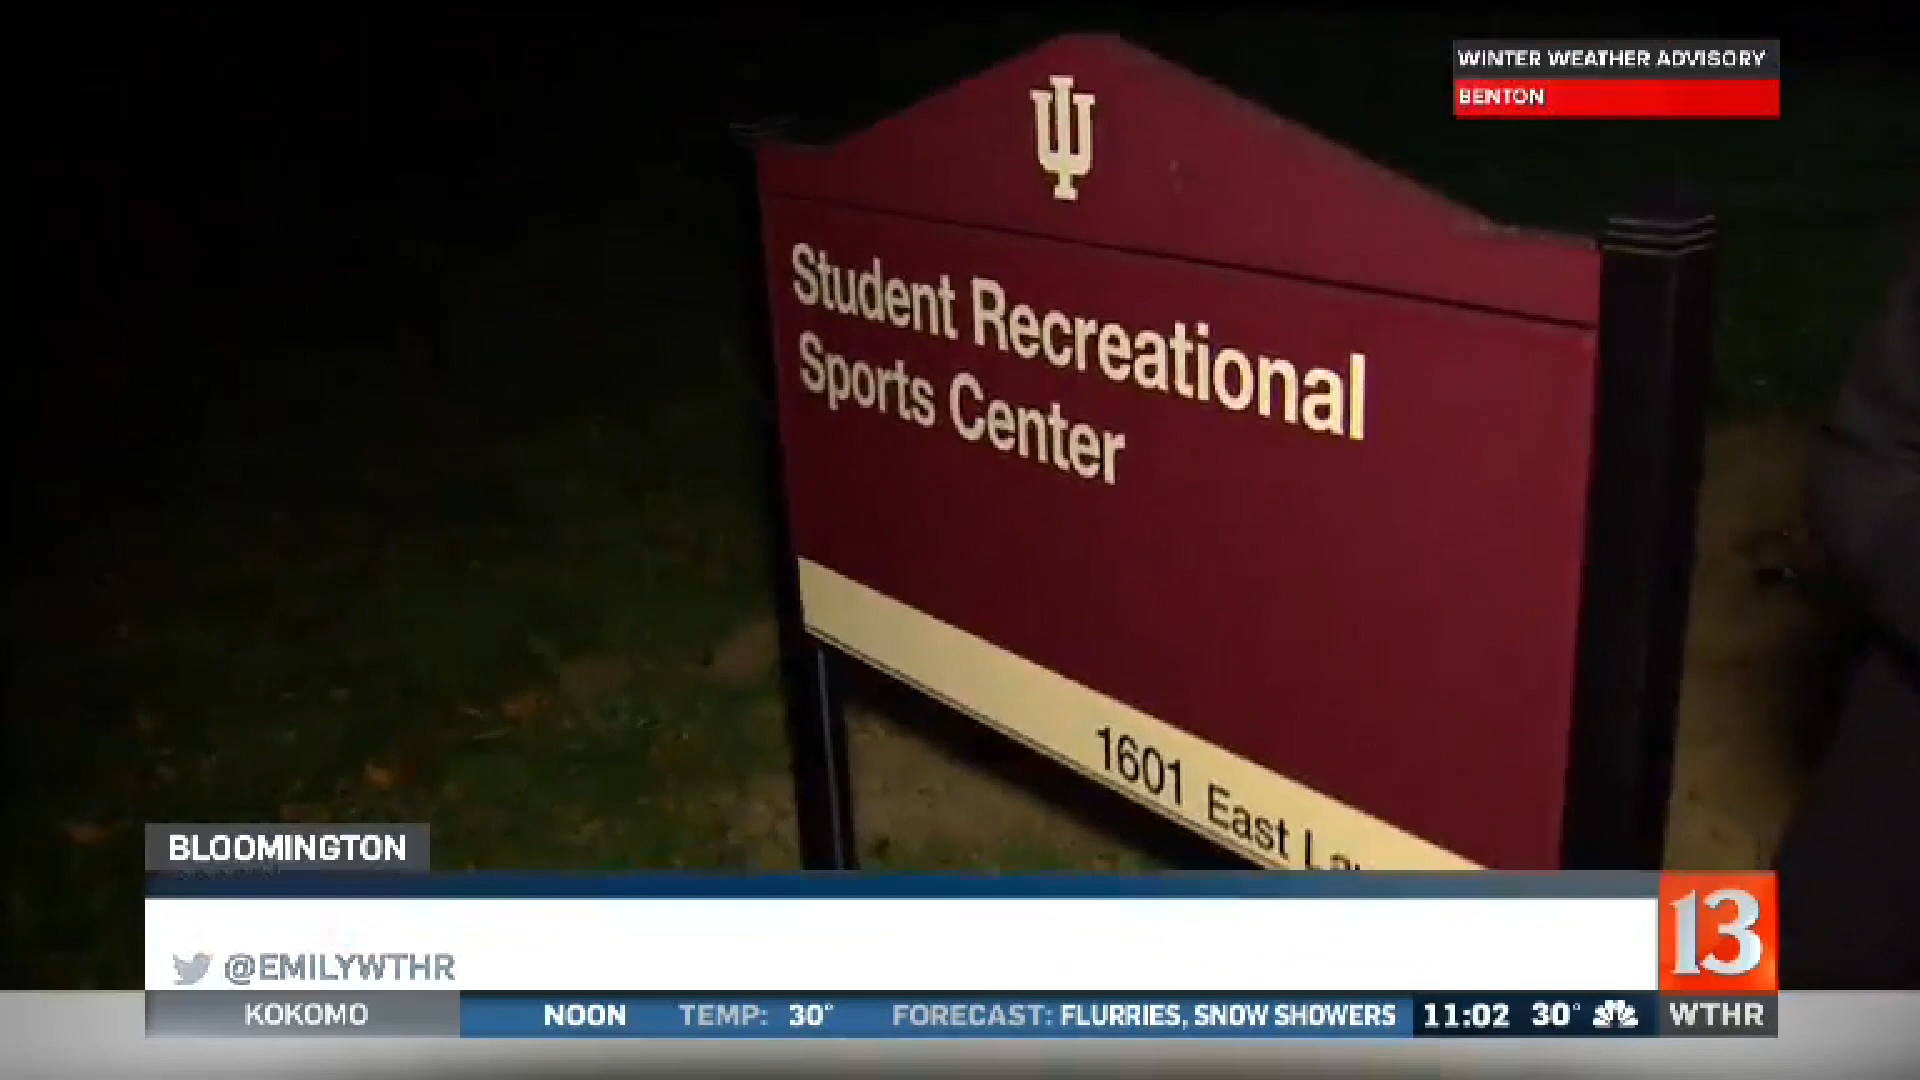 WINTER WEATHER ADVISORY
BENTON
IU
Student Recreational
Sports Center
1601 East
BLOOMINGTON
@EMILYWTHR
13
KOKOMO
NOON TEMP: 30° FORECAST: FLURRIES, SNOW SHOWERS
11:02 30°
WTHR